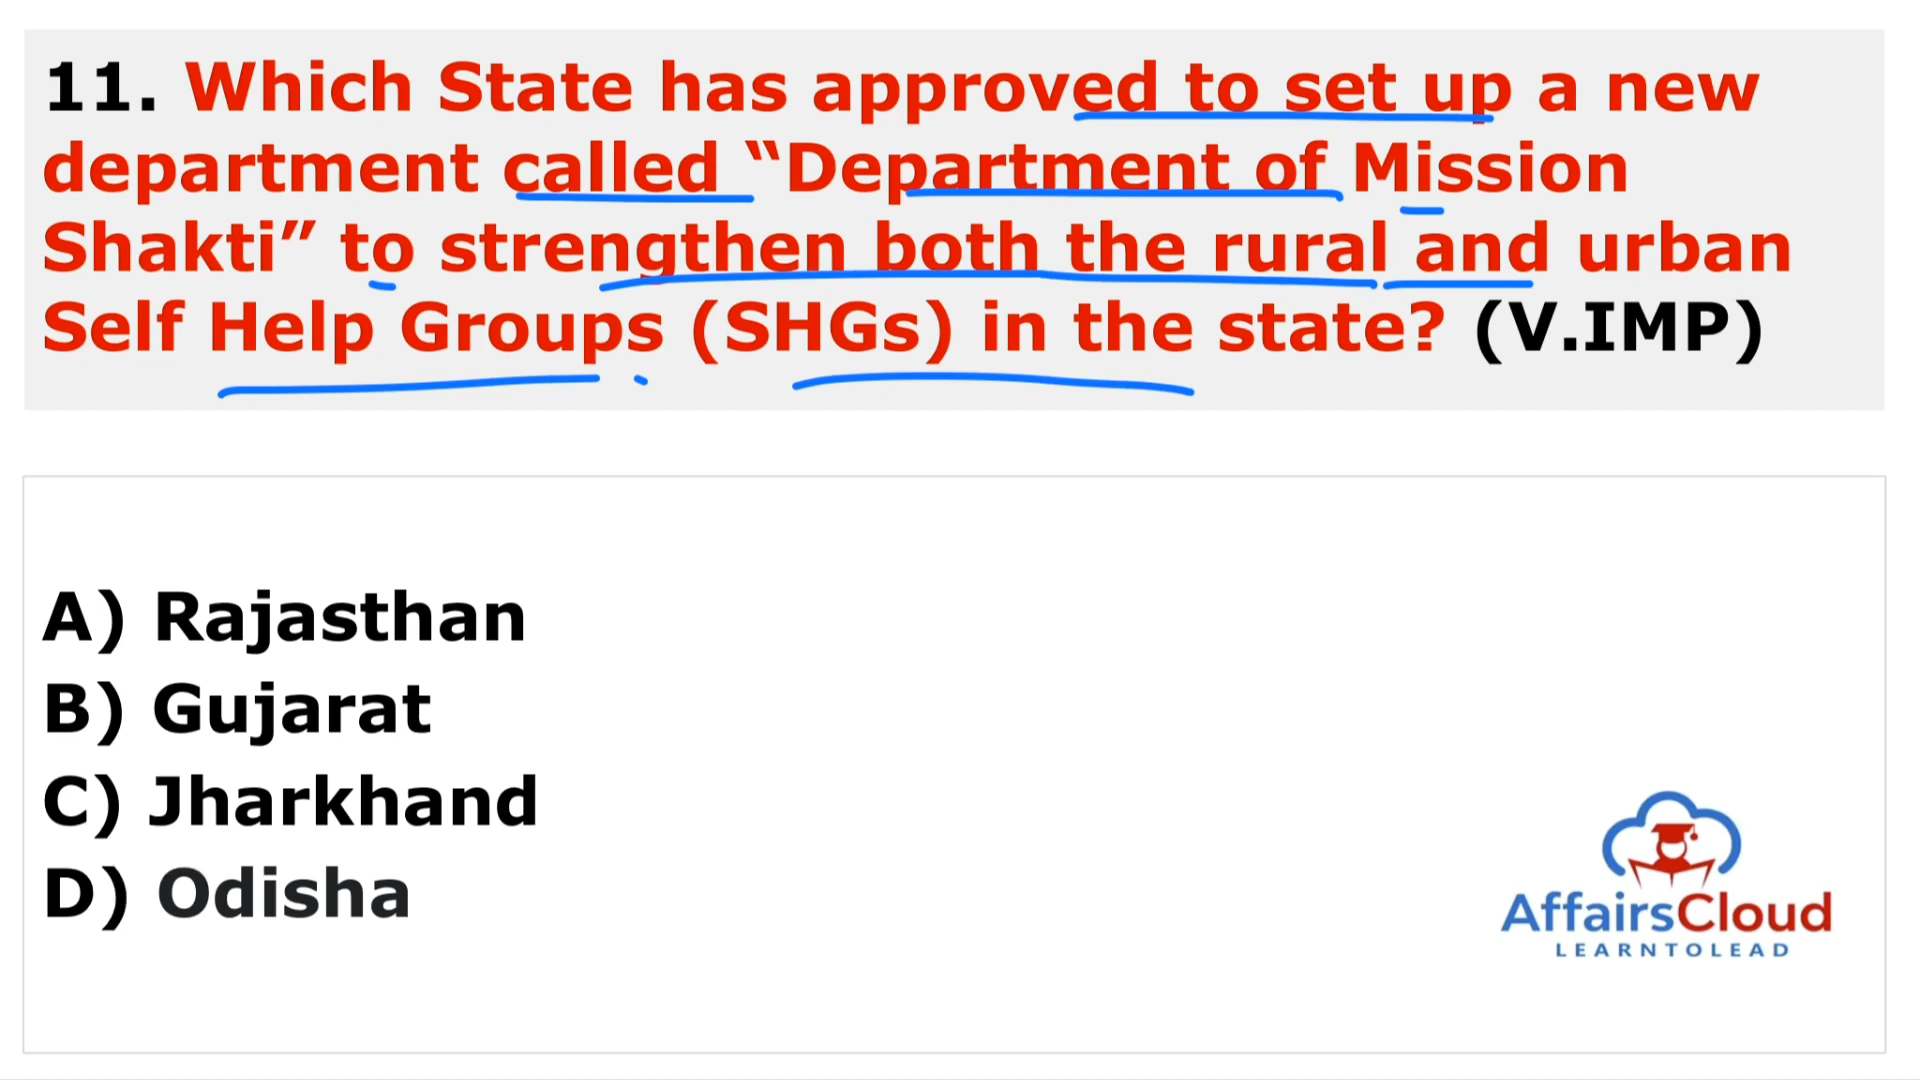 11. Which State has approved to set up a new
department called “Department of Mission
Shakti” to strengthen both the rural and urban
Self Help Groups (SHGs) in the state? (V.IMP)
A) Rajasthan
B) Gujarat
C) Jharkhand
D) Odisha
AffairsCloud
LEARNTOLEAD